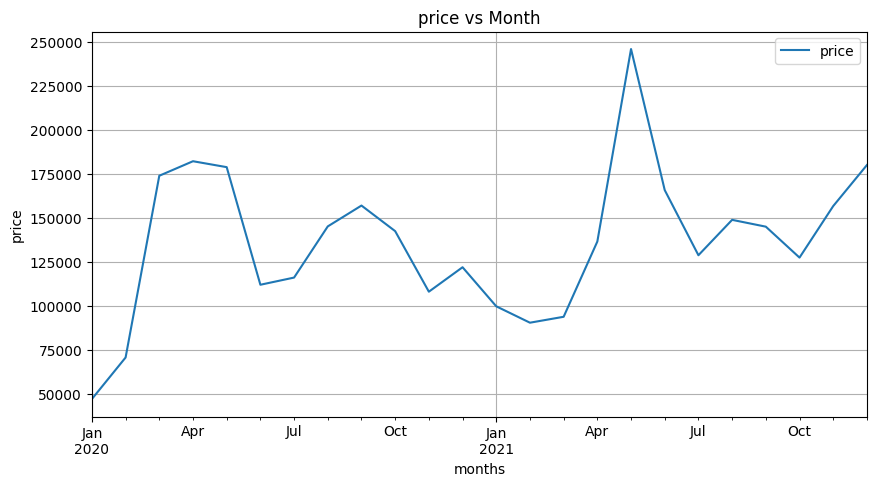 price vs Month
250000
225000
200000
175000
150000
125000
100000
75000
50000
price
price
Jan
2020
Apr
Jul
Oct
Jan
2021
Apr
Jul
Oct
months